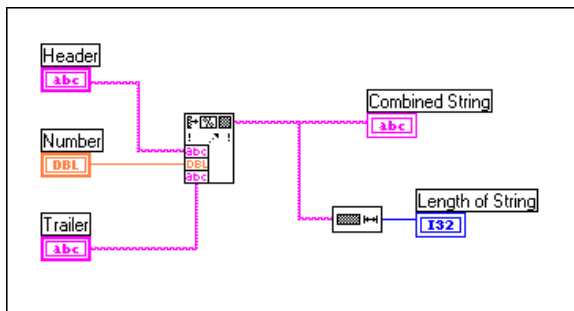 Header
abc
Number
DBL
Trailer
abc
%
! !
abc
DBL
abc
Combined String
abc
Length of String
I32